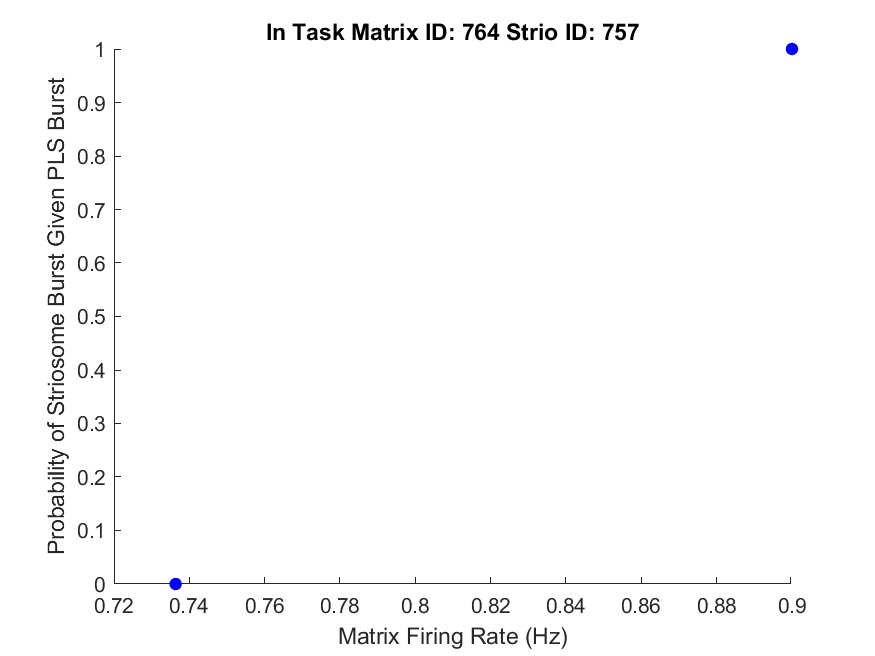 In Task Matrix ID: 764 Strio ID: 757
Probability of Striosome Burst Given PLS Burst
1
0.9
0.8
0.7
0.6
0.5
0.4
0.3
0.2
0.1
0
0.72 0.74 0.76 0.78 0.8 0.82 0.84 0.86 0.88 0.9
Matrix Firing Rate (Hz)